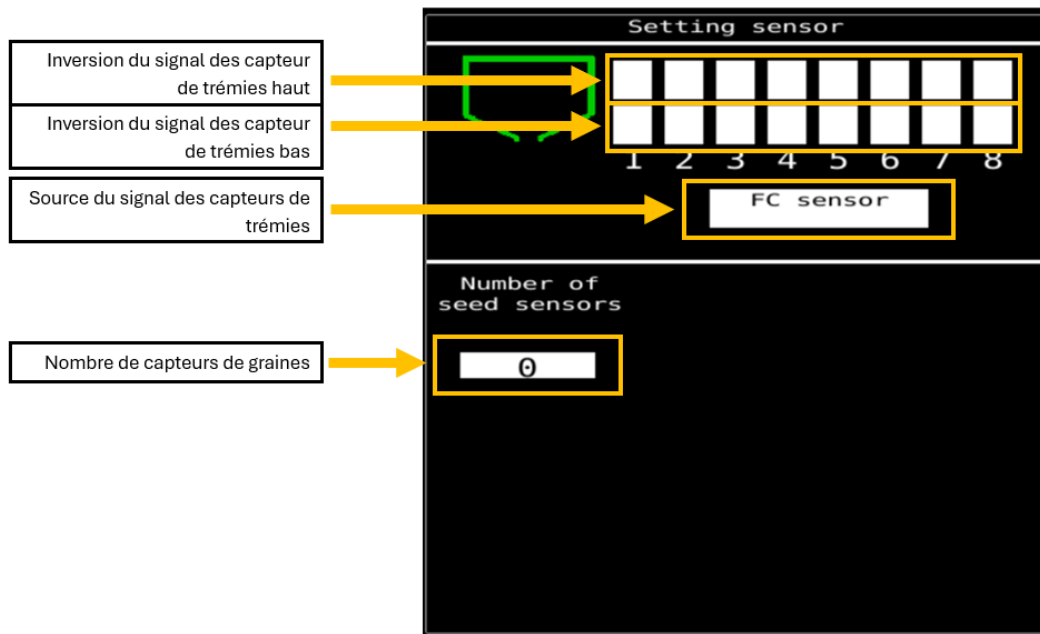 Setting sensor
Inversion du signal des capteur
de trémies haut
Inversion du signal des capteur
de trémies bas
1 2 3 4 5 6 7 8
Source du signal des capteurs de
trémies
FC sensor
Number of
seed sensors
Nombre de capteurs de graines
0